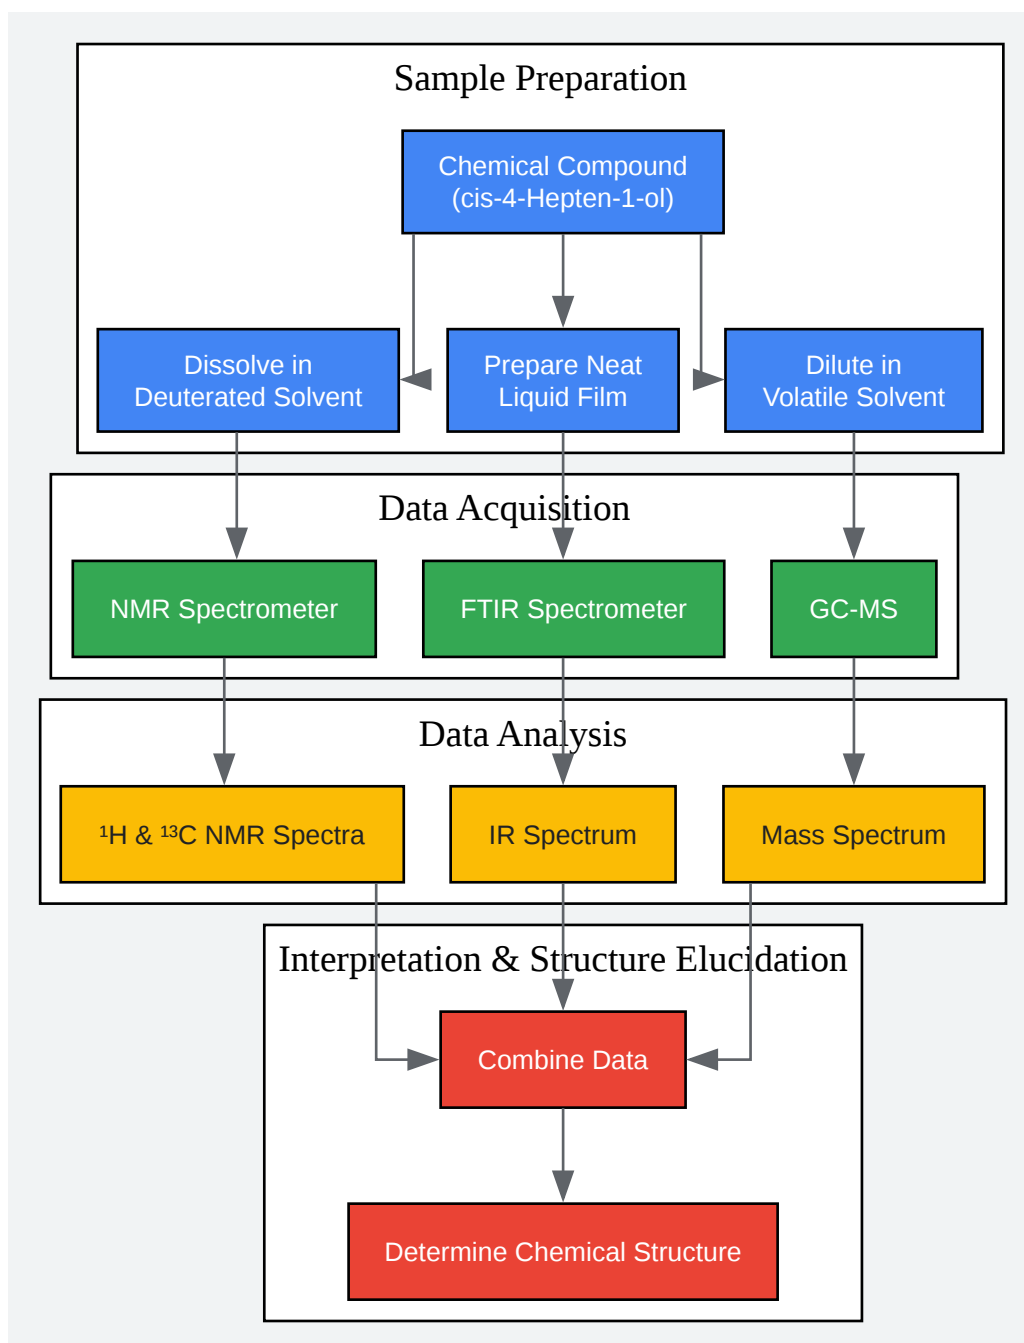 Sample Preparation
Chemical Compound
(cis-4-Hepten-1-ol)
Dissolve in
Deuterated Solvent
Prepare Neat
Liquid Film
Dilute in
Volatile Solvent
Data Acquisition
NMR Spectrometer
FTIR Spectrometer
GC-MS
Data Analysis
¹H & ¹³C NMR Spectra
IR Spectrum
Mass Spectrum
Interpretation & Structure Elucidation
Combine Data
Determine Chemical Structure